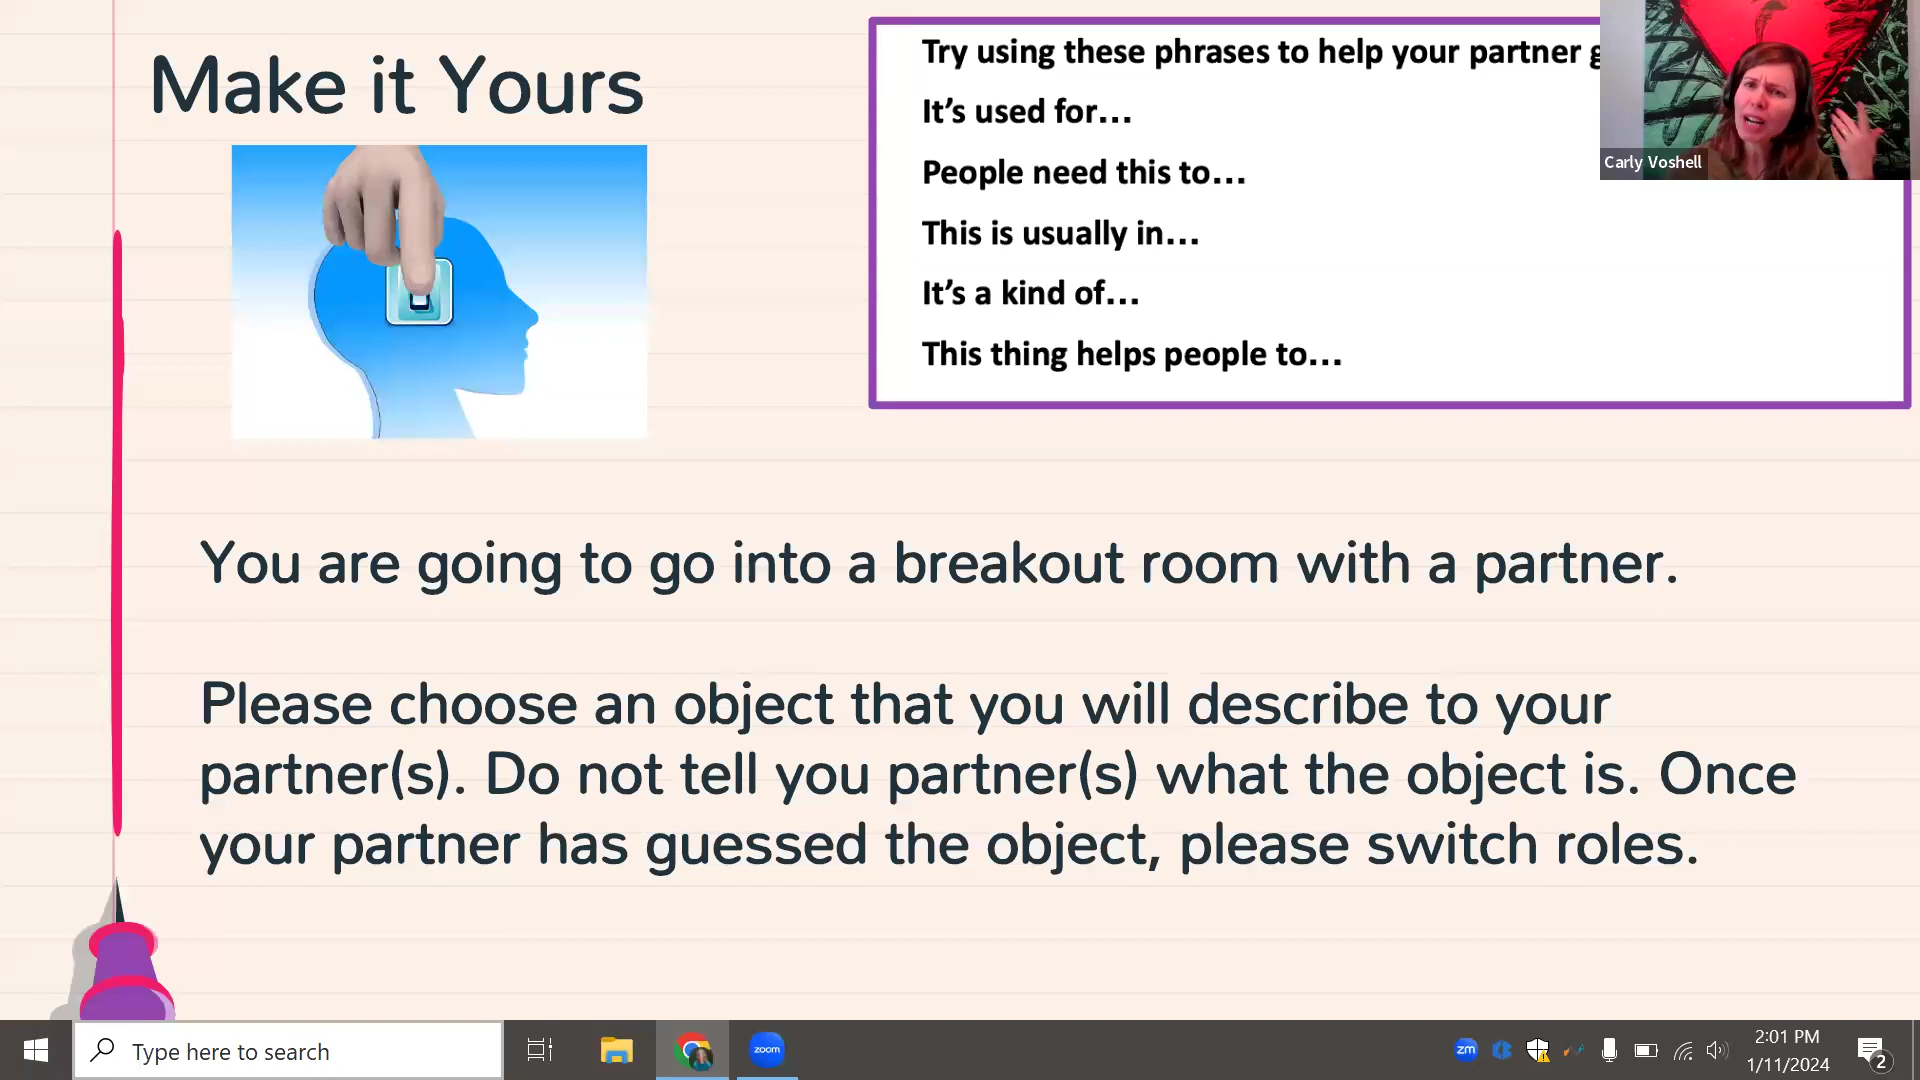 Make it Yours
Try using these phrases to help your partner
It’s used for…
People need this to…
This is usually in…
It’s a kind of…
This thing helps people to…
Carly Voshell
You are going to go into a breakout room with a partner.
Please choose an object that you will describe to your
partner(s). Do not tell you partner(s) what the object is. Once
your partner has guessed the object, please switch roles.
Type here to search
zoom
zm
2:01 PM
1/11/2024
2